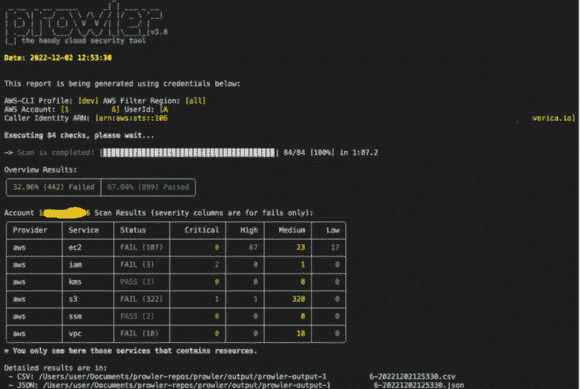 prowler v3.0
the handy cloud security tool
Date: 2022-12-02 12:53:30
This report is being generated using credentials below:
AWS-CLI Profile: [dev] AWS Filter Region: [all]
AWS Account: [1 6] UserId: [A
Caller Identity ARN: [arn:aws:sts::106 verica.io]
Executing 84 checks, please wait...
-> Scan is completed! 84/84 [100%] in 1:07.2
Overview Results:
32.96% (442) Failed 67.04% (899) Passed
Account 1 6 Scan Results (severity columns are for fails only):
Provider Service Status Critical High Medium Low
aws ec2 FAIL (107) 0 67 23 17
aws iam FAIL (3) 2 0 1 0
aws kms PASS (3) 0 0 0 0
aws s3 FAIL (322) 1 1 320 0
aws ssm PASS (2) 0 0 0 0
aws vpc FAIL (10) 0 0 10 0
* You only see here those services that contains resources.
Detailed results are in:
- CSV: /Users/user/Documents/prowler-repos/prowler/output/prowler-output-1 6-20221202125330.csv
- JSON: /Users/user/Documents/prowler-repos/prowler/output/prowler-output-1 6-20221202125330.json